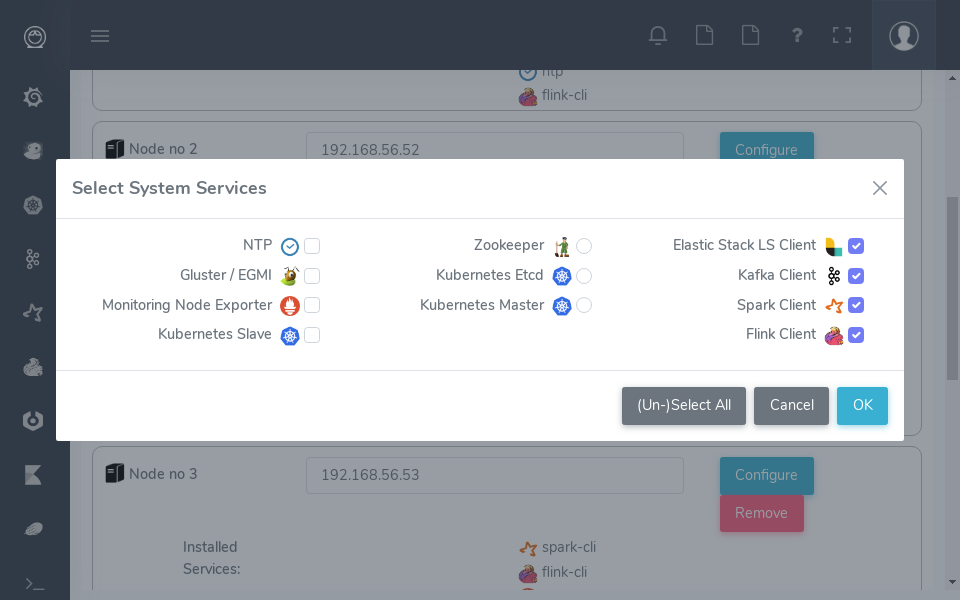 ?
ntp
flink-cli
Node no 2
192.168.56.52
Configure
Select System Services
NTP
Zookeeper
Elastic Stack LS Client
Gluster / EGMI
Kubernetes Etcd
Kafka Client
Monitoring Node Exporter
Kubernetes Master
Spark Client
Kubernetes Slave
Flink Client
(Un-)Select All
Cancel
OK
Node no 3
192.168.56.53
Configure
Remove
Installed
Services:
spark-cli
flink-cli